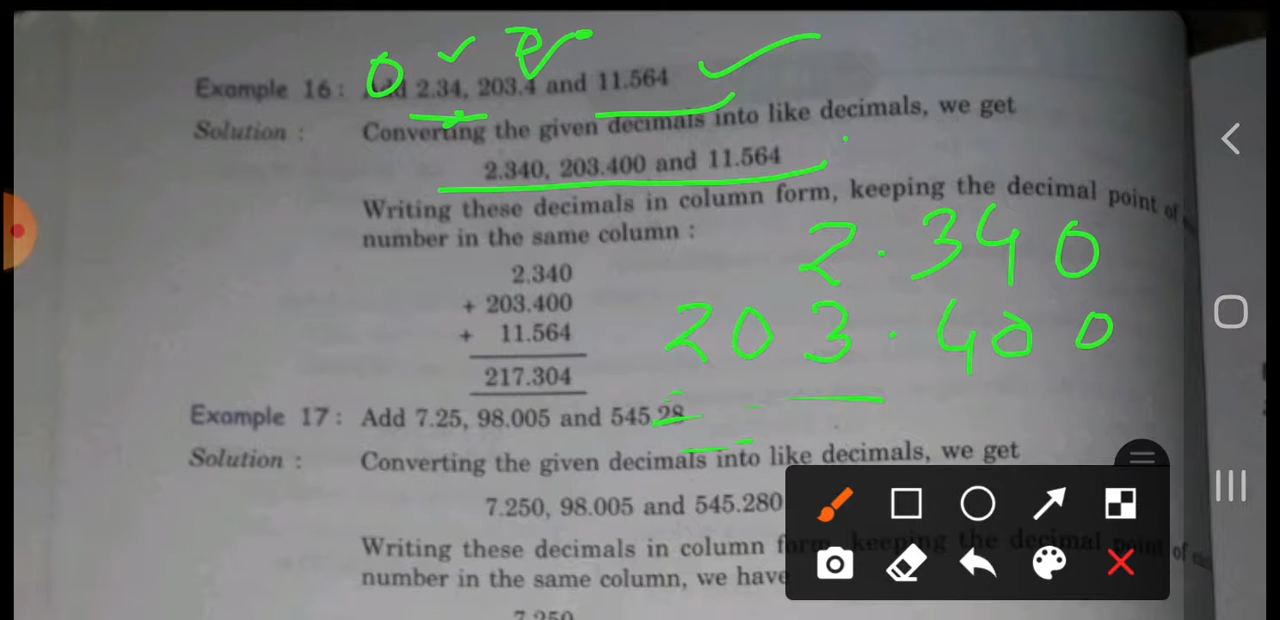 Example 16 : Add 2.34, 203.4 and 11.564
Solution : Converting the given decimals into like decimals, we get
2.340, 203.400 and 11.564
Writing these decimals in column form, keeping the decimal point of
number in the same column :
2.340
+ 203.400
+ 11.564
217.304
2.340
203.400
Example 17 : Add 7.25, 98.005 and 545.28
Solution : Converting the given decimals into like decimals, we get
7.250, 98.005 and 545.280
Writing these decimals in column form, keeping the decimal point of
number in the same column, we have
7.250